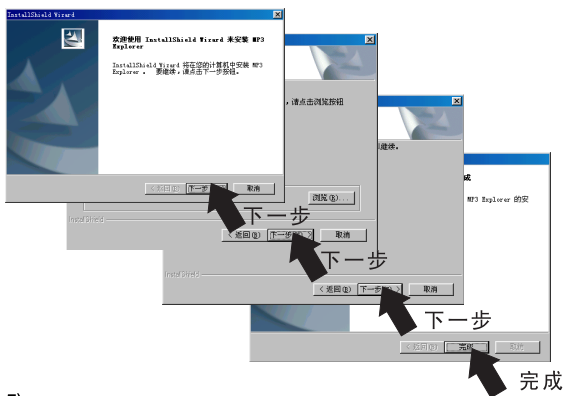 InstallShield Wizard
欢迎使用 InstallShield Wizard 来安装 MP3
Explorer
InstallShield Wizard 将在您的计算机中安装 MP3
Explorer 。 要继续，请点击下一步按钮。
<返回(B)
下一步
取消
，请点击浏览按钮
浏览(R)...
InstallShield
<返回(B)
下一步
取消
下一步
继续。
InstallShield
<返回(B)
下一步
取消
下一步
成
MP3 Explorer 的安
<返回(B)
完成
取消
下一步
完成